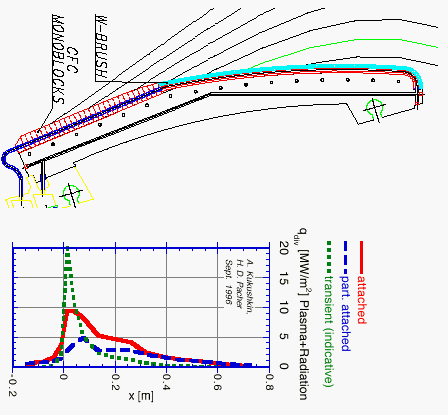 W-BRUSH
CFC
MONOBLOCKS
q div [MW/m²] Plasma+Radiation
attached
part. attached
transient (indicative)
A. Kukushkin,
H. D. Pacher
Sept. 1996
20
15
10
5
0
-0.2
0
0.2
0.4
0.6
0.8
x [m]